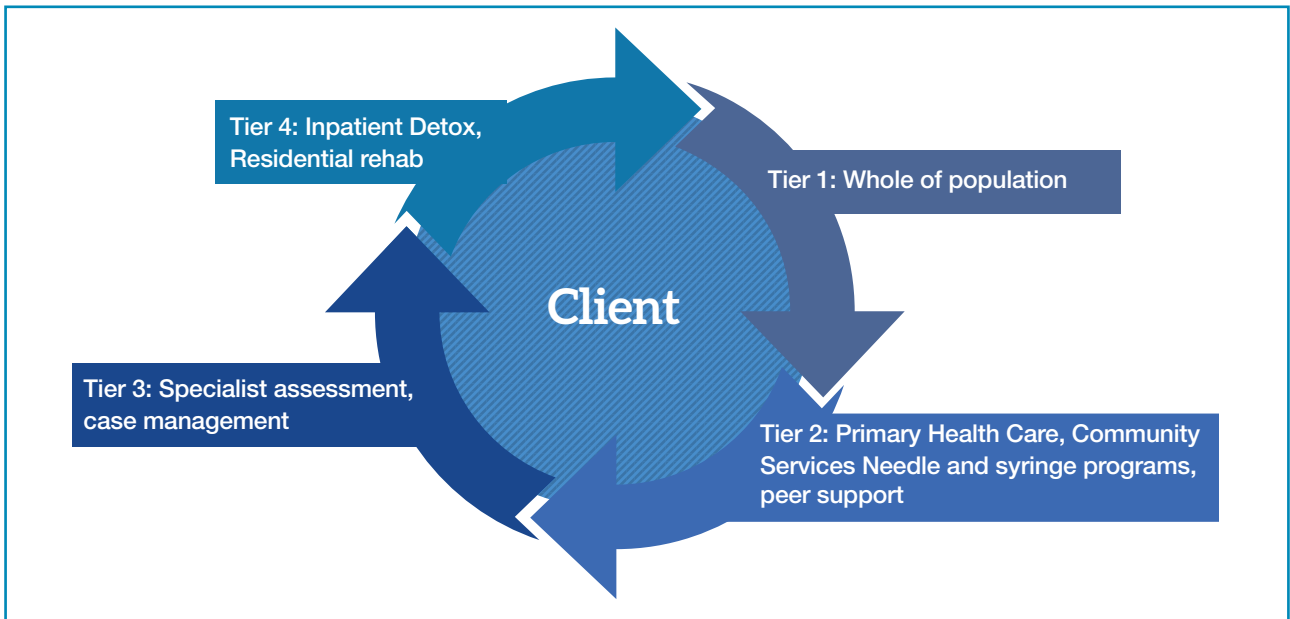 Tier 4: Inpatient Detox,
Residential rehab
Tier 1: Whole of population
Client
Tier 3: Specialist assessment,
case management
Tier 2: Primary Health Care, Community
Services Needle and syringe programs,
peer support